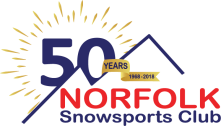 50
YEARS
1968-2018
NORFOLK
Snowsports Club